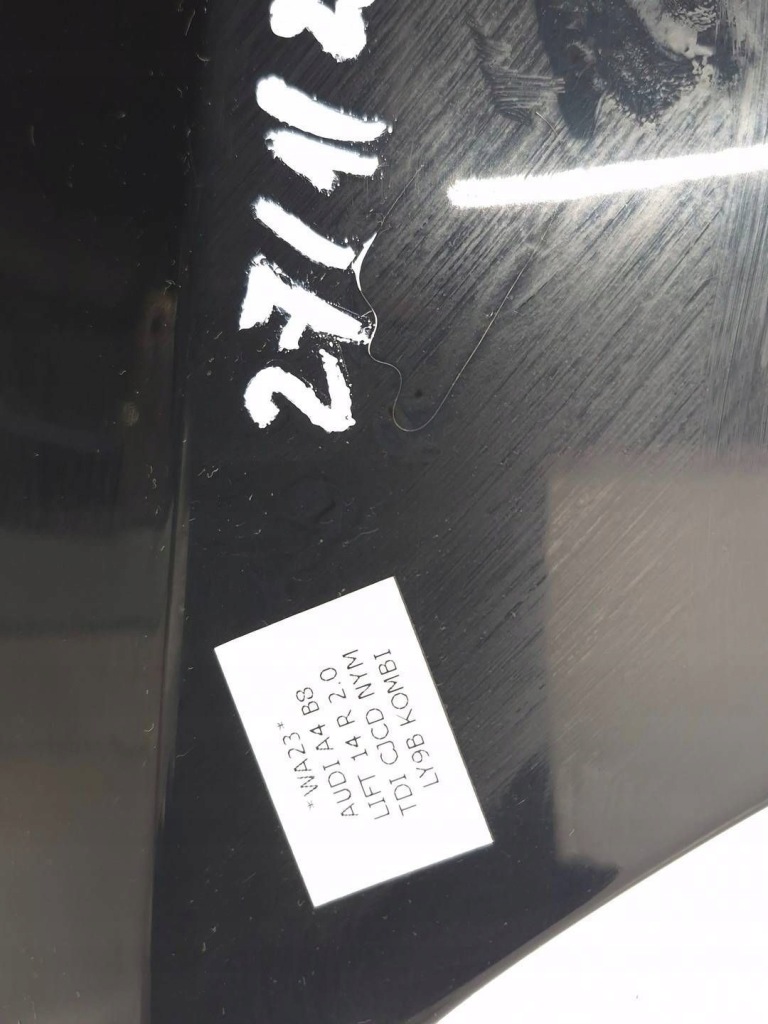 27/11
*WA23*
AUDI A4 B8
LIFT 14 R 2.0
TDI CJCD NYM
LY9B KOMBI